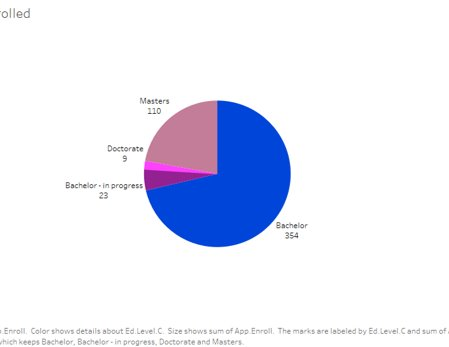 rolled
Masters
110
Doctorate
9
Bachelor - in progress
23
Bachelor
354
.Enroll. Color shows details about Ed.Level.C. Size shows sum of App.Enroll. The marks are labeled by Ed.Level.C and sum of
which keeps Bachelor, Bachelor - in progress, Doctorate and Masters.